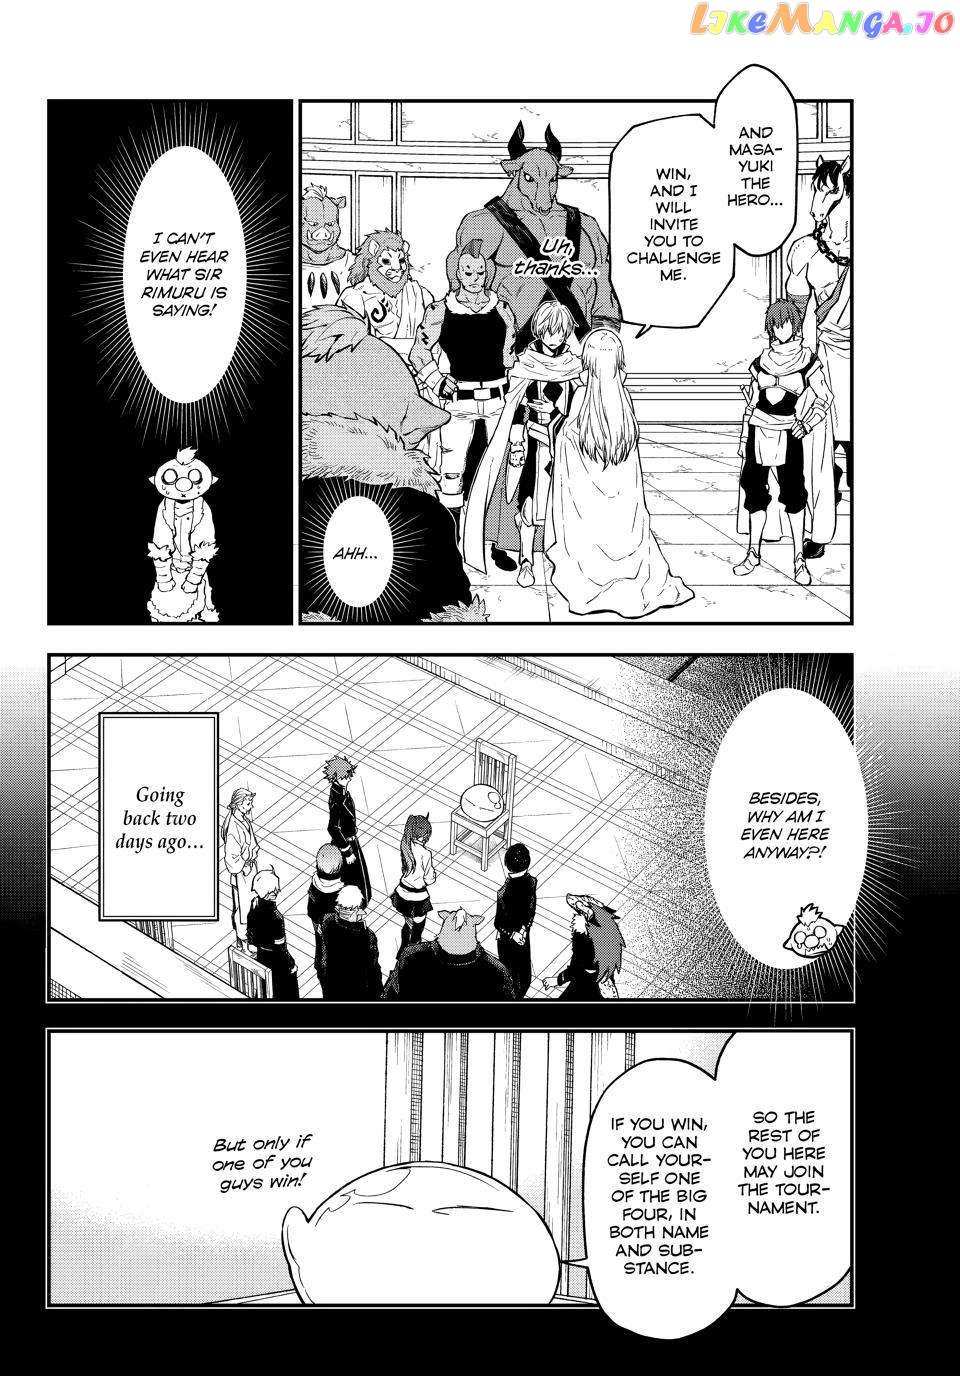 LIKEMANGA.IO
AND
MASA-
YUKI
THE
HERO...
WIN,
AND I
WILL
INVITE
YOU TO
CHALLENGE
ME.
Uh,
thanks...
AHH...
I CAN'T
EVEN HEAR
WHAT SIR
RIMURU IS
SAYING!
BESIDES,
WHY AM I
EVEN HERE
ANYWAY?!
Going
back two
days ago...
SO THE
REST OF
YOU HERE
MAY JOIN
THE TOUR-
NAMENT.
IF YOU WIN,
YOU CAN
CALL YOUR-
SELF ONE
OF THE BIG
FOUR, IN
BOTH NAME
AND SUB-
STANCE.
But only if
one of you
guys win!